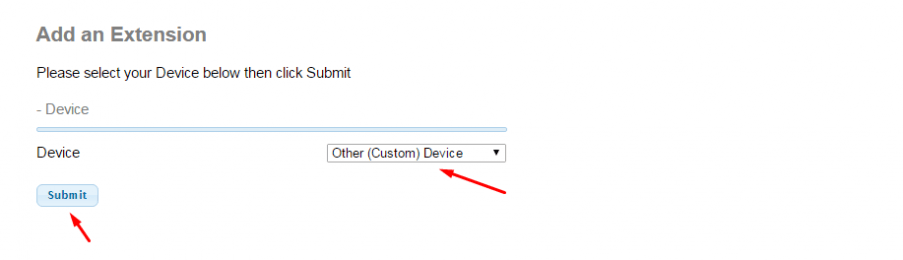 Add an Extension
Please select your Device below then click Submit
- Device
Device Other (Custom) Device
Submit